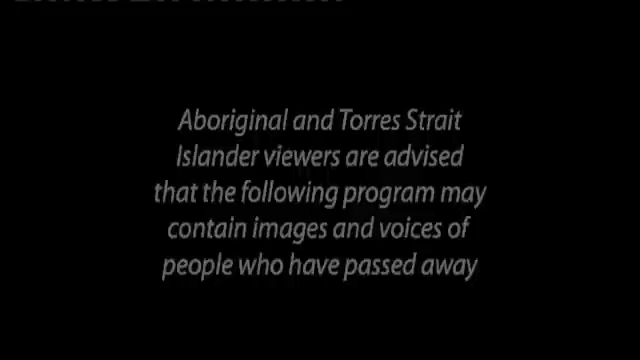 Aboriginal and Torres Strait
Islander viewers are advised
that the following program may
contain images and voices of
people who have passed away